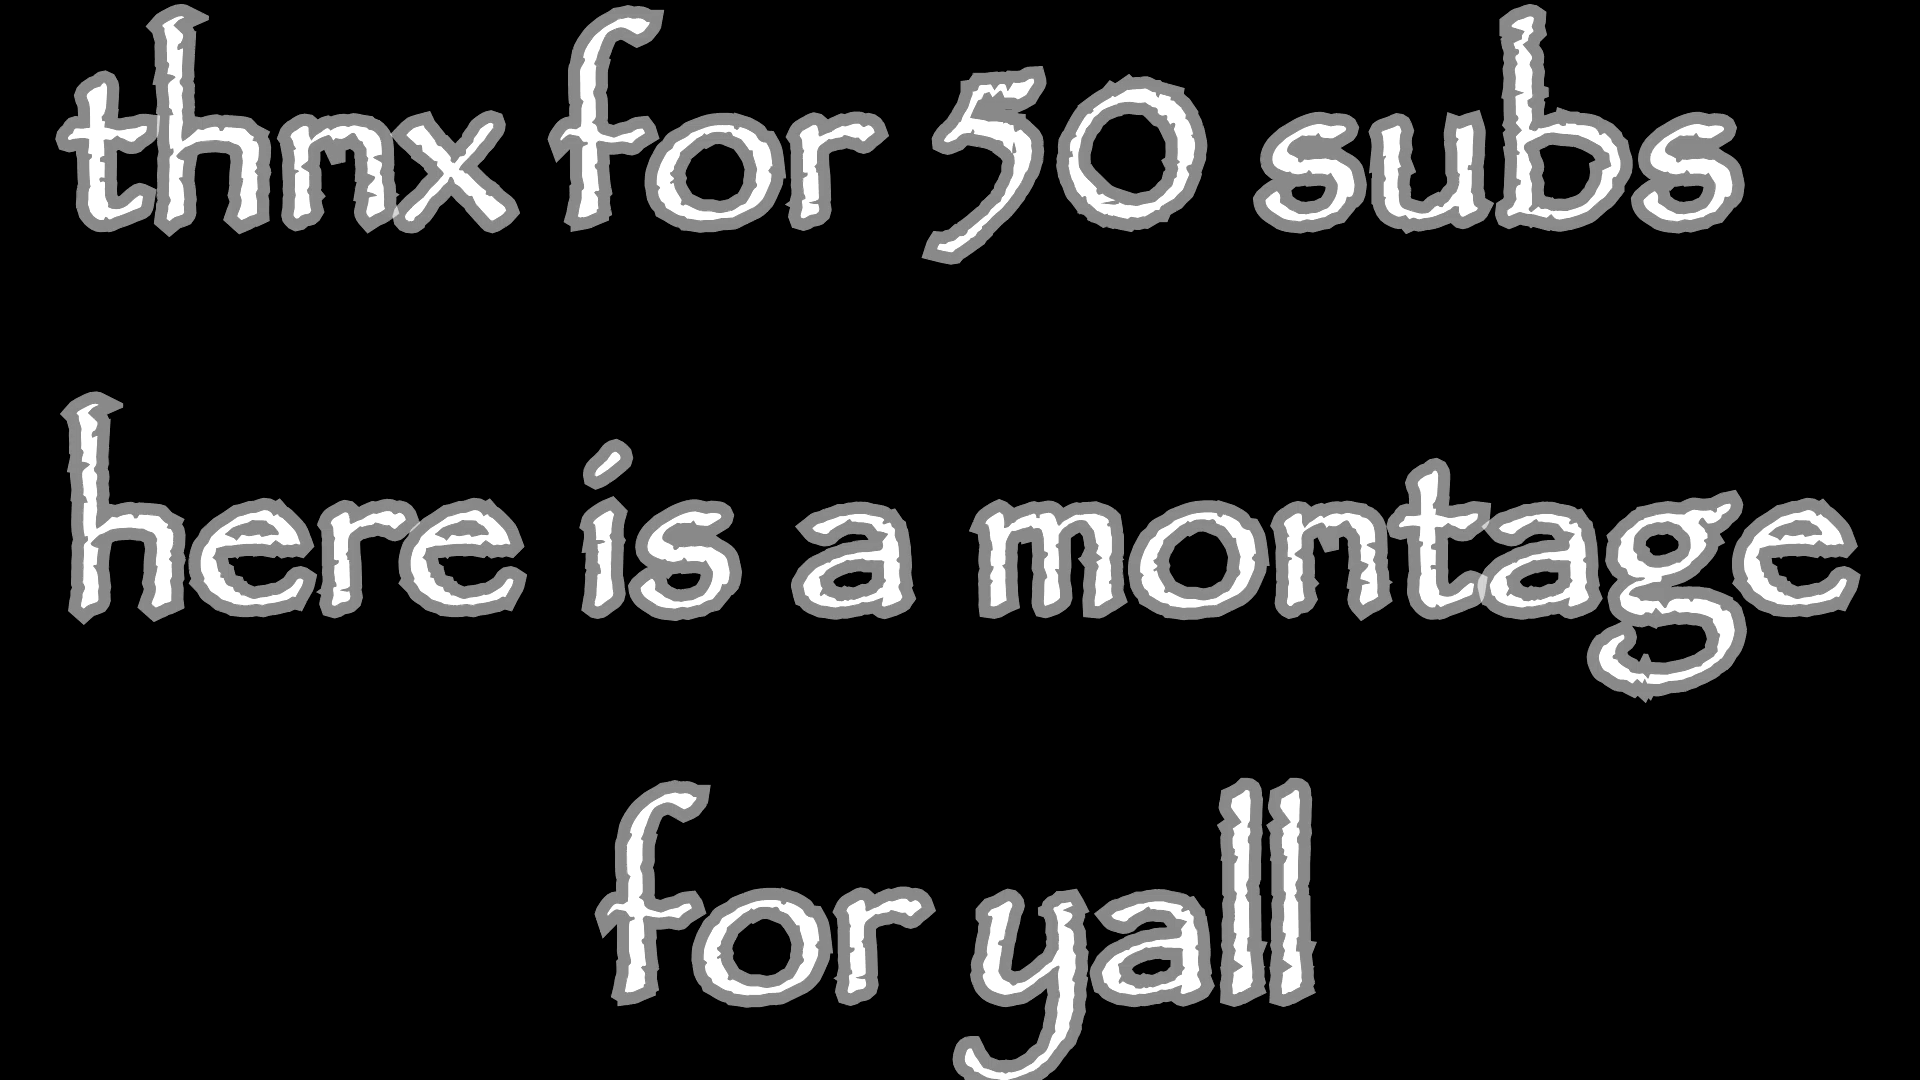 thnx for 50 subs
here is a montage
for yall